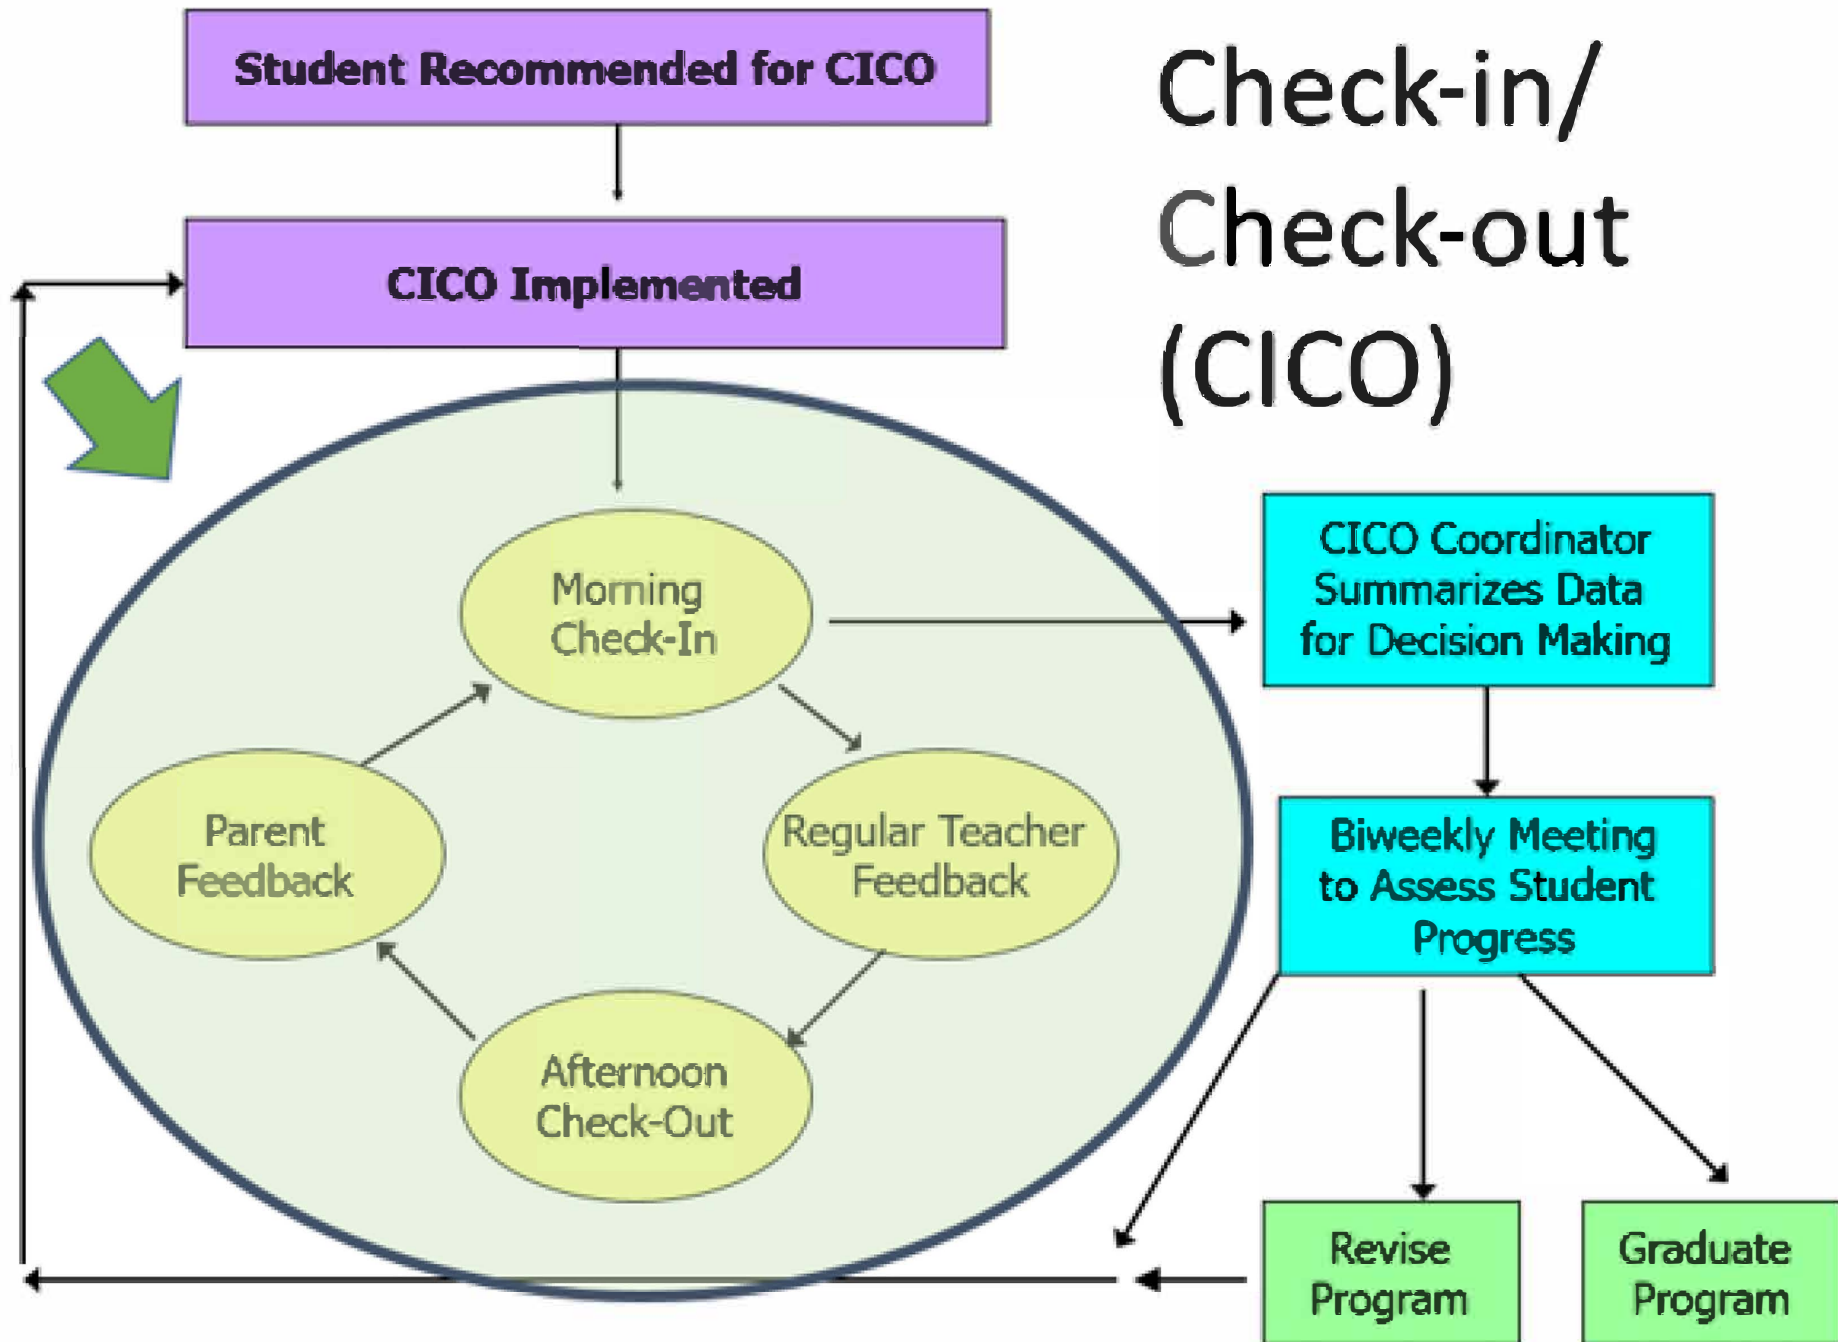 Student Recommended for CICO
Check-in/
Check-out
(CICO)
CICO Implemented
Morning
Check-In
CICO Coordinator
Summarizes Data
for Decision Making
Parent
Feedback
Regular Teacher
Feedback
Biweekly Meeting
to Assess Student
Progress
Afternoon
Check-Out
Revise
Program
Graduate
Program